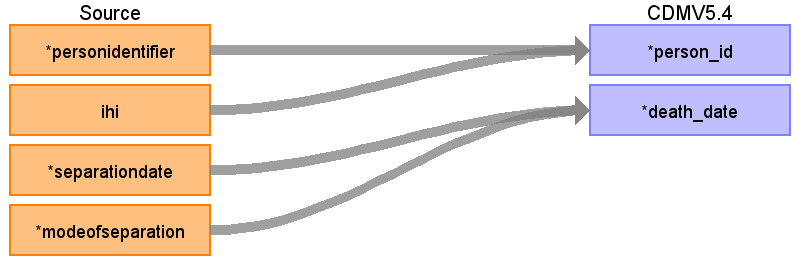 Source
CDMV5.4
*personidentifier
*person_id
ihi
*death_date
*separationdate
*modeofseparation